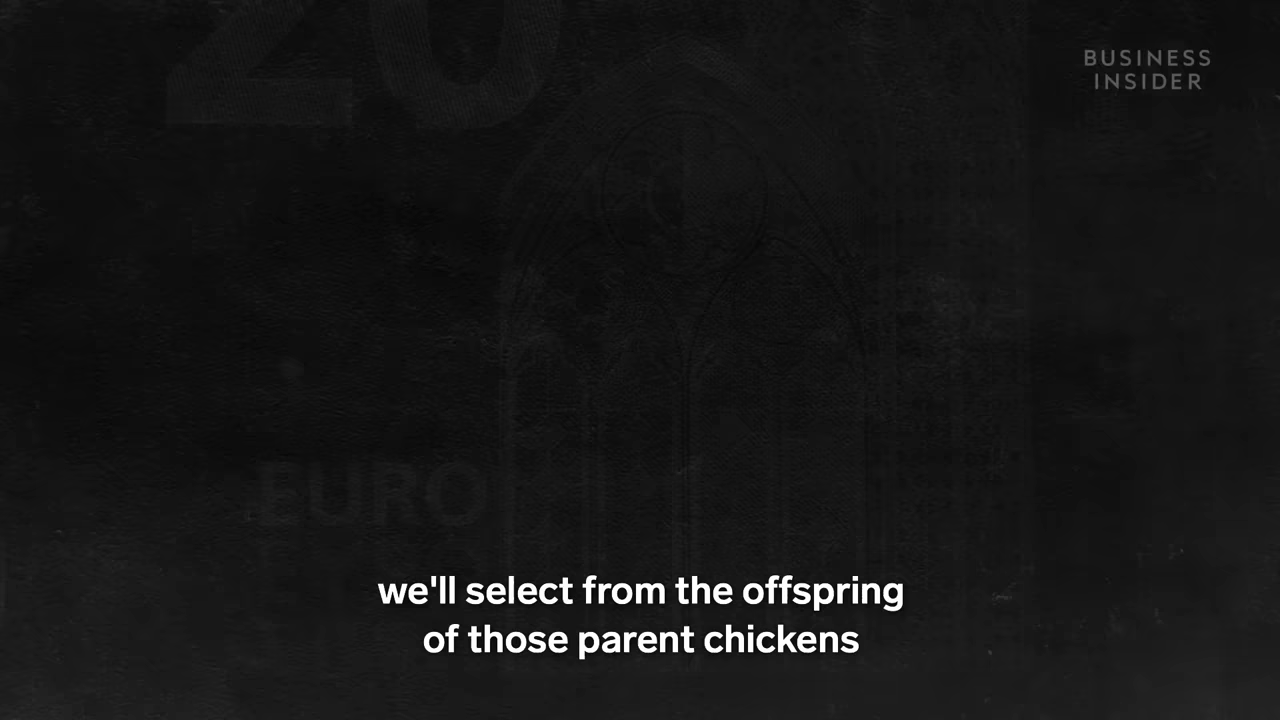 20
BUSINESS
INSIDER
EURO
we'll select from the offspring
of those parent chickens